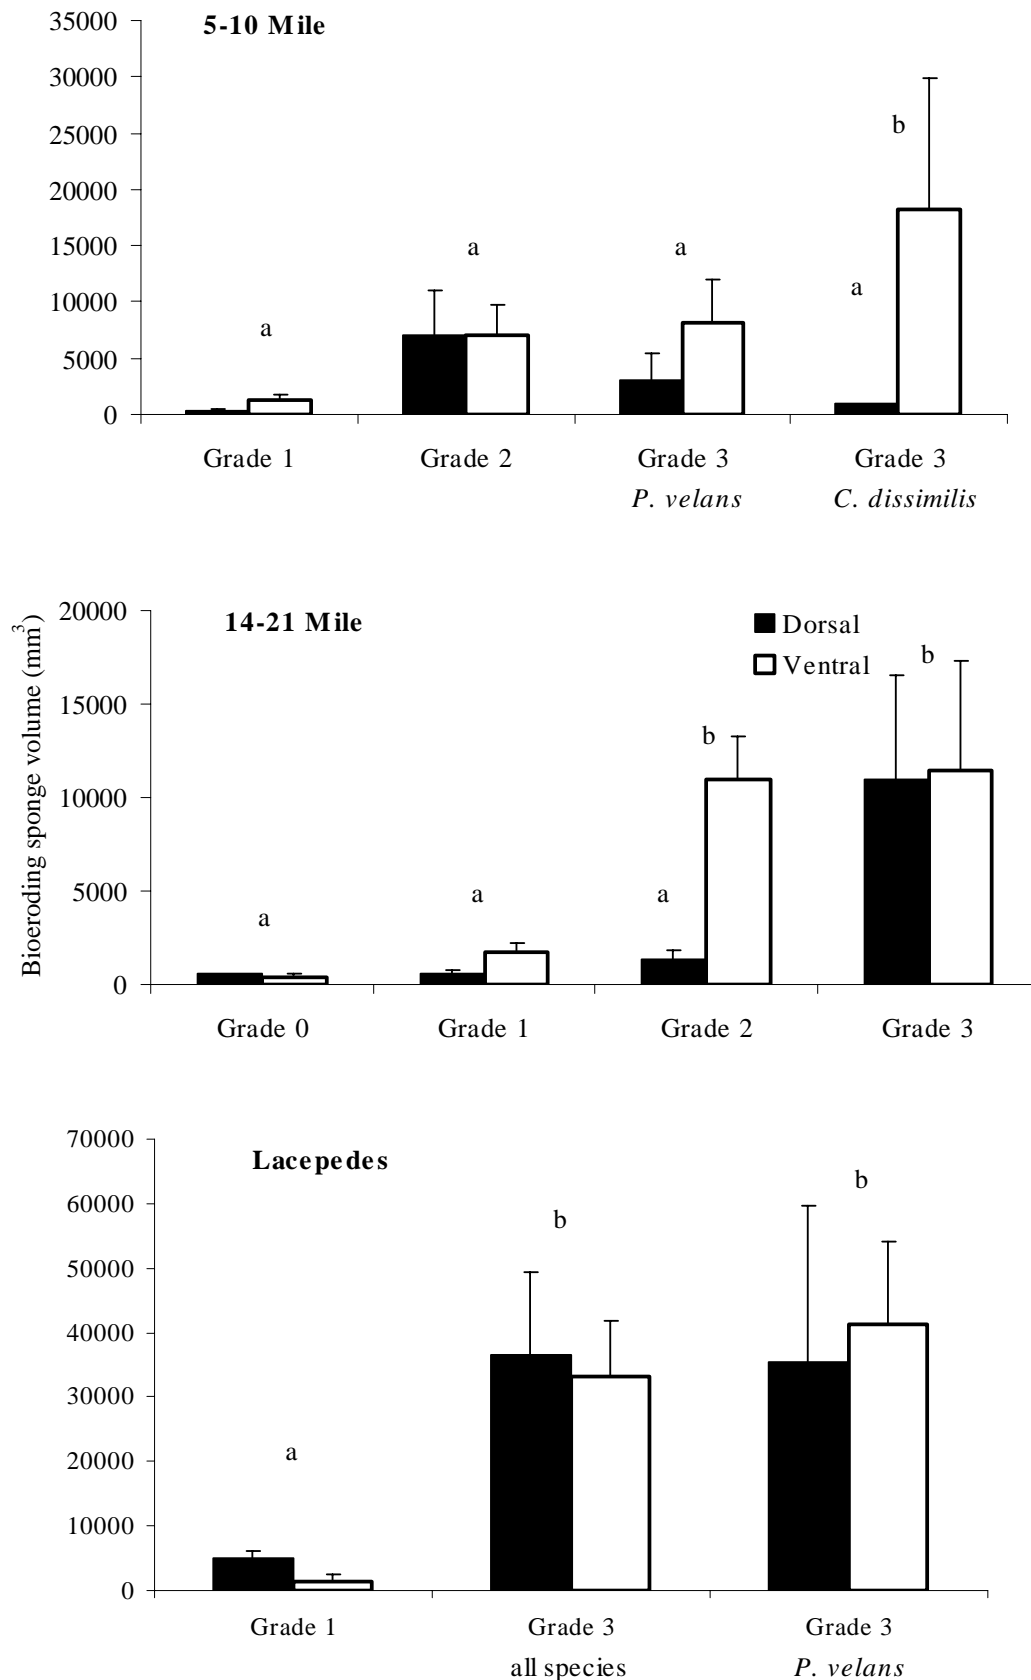 35000
5-10 Mile
30000
b
25000
20000
a
a
15000
a
10000
a
5000
0
Grade 1
Grade 2
Grade 3
Grade 3
P. velans
C. dissimilis
Bioeroding sponge volume (mm³)
20000
14-21 Mile
Dorsal
Ventral
b
15000
b
10000
5000
a
a
a
0
Grade 0
Grade 1
Grade 2
Grade 3
70000
Lacepedes
60000
b
b
50000
40000
30000
20000
a
10000
0
Grade 1
Grade 3
Grade 3
all species
P. velans